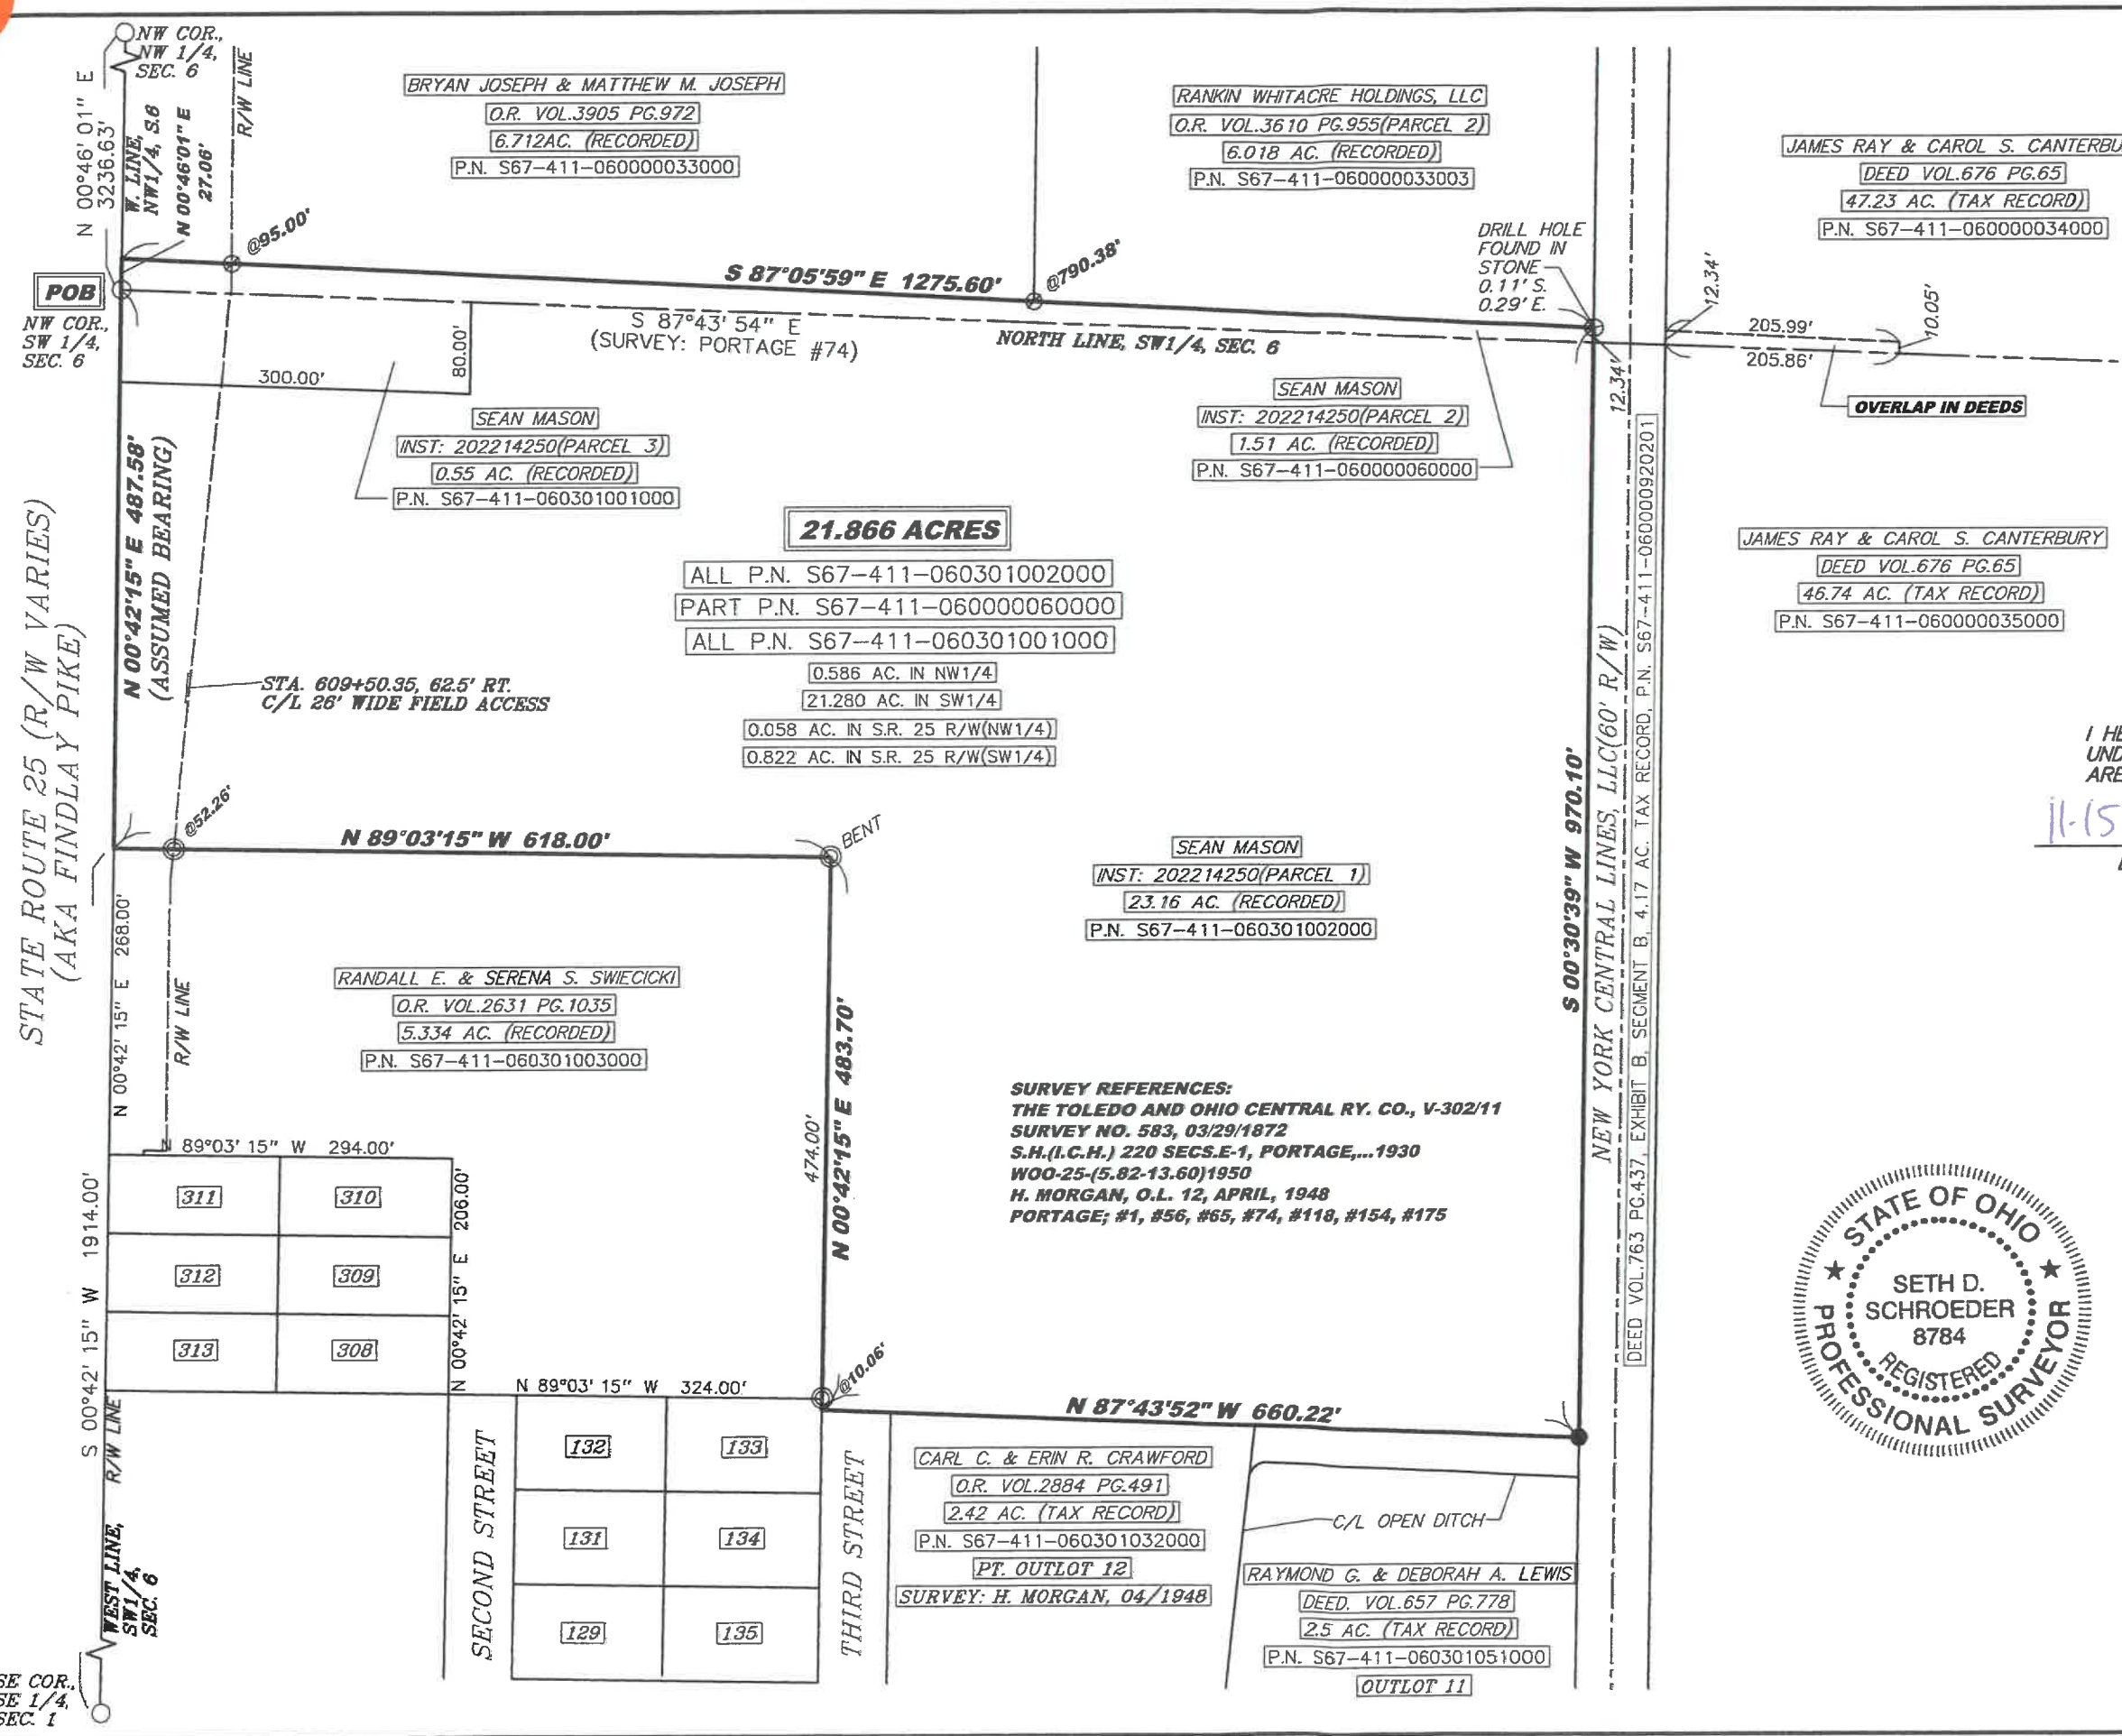 NW COR.,
NW 1/4,
SEC. 6
N 00°46'01" E
3236.63'
W. LINE,
NW1/4, S.6
N 00°46'01" E
27.06'
R/W LINE
BRYAN JOSEPH & MATTHEW M. JOSEPH
O.R. VOL.3905 PG.972
6.712AC. (RECORDED)
P.N. S67-411-060000033000
RANKIN WHITACRE HOLDINGS, LLC
O.R. VOL.3610 PG.955(PARCEL 2)
6.018 AC. (RECORDED)
P.N. S67-411-060000033003
JAMES RAY & CAROL S. CANTERBU
DEED VOL.676 PG.65
47.23 AC. (TAX RECORD)
P.N. S67-411-060000034000
DRILL HOLE
FOUND IN
STONE
0.11' S.
0.29' E.
@95.00'
S 87°05'59" E 1275.60'
@790.38'
12.34'
205.99'
10.05'
205.86'
OVERLAP IN DEEDS
POB
NW COR.,
SW 1/4,
SEC. 6
S 87°43'54" E
(SURVEY: PORTAGE #74)
NORTH LINE, SW1/4, SEC. 6
80.00'
300.00'
12.34'
SEAN MASON
INST: 202214250(PARCEL 3)
0.55 AC. (RECORDED)
P.N. S67-411-060301001000
SEAN MASON
INST: 202214250(PARCEL 2)
1.51 AC. (RECORDED)
P.N. S67-411-060000060000
N 00°42'15" E 487.58'
(ASSUMED BEARING)
STATE ROUTE 25 (R/W VARIES)
(AKA FINDLAY PIKE)
21.866 ACRES
ALL P.N. S67-411-060301002000
PART P.N. S67-411-060000060000
ALL P.N. S67-411-060301001000
0.586 AC. IN NW1/4
21.280 AC. IN SW1/4
0.058 AC. IN S.R. 25 R/W(NW1/4)
0.822 AC. IN S.R. 25 R/W(SW1/4)
STA. 609+50.35, 62.5' RT.
C/L 26' WIDE FIELD ACCESS
JAMES RAY & CAROL S. CANTERBURY
DEED VOL.676 PG.65
46.74 AC. (TAX RECORD)
P.N. S67-411-060000035000
I HE
UND
ARE
11-15
@52.26'
N 89°03'15" W 618.00'
BENT
S 00°30'39" W 970.10'
NEW YORK CENTRAL LINES, LLC(60' R/W)
DEED VOL.763 PG.437, EXHIBIT B, SEGMENT B, 4.17 AC. TAX RECORD, P.N. S67-411-060000920201
SEAN MASON
INST: 202214250(PARCEL 1)
23.16 AC. (RECORDED)
P.N. S67-411-060301002000
N 00°42'15" E 268.00'
R/W LINE
RANDALL E. & SERENA S. SWIECICKI
O.R. VOL.2631 PG.1035
5.334 AC. (RECORDED)
P.N. S67-411-060301003000
474.00'
N 00°42'15" E 483.70'
SURVEY REFERENCES:
THE TOLEDO AND OHIO CENTRAL RY. CO., V-302/11
SURVEY NO. 583, 03/29/1872
S.H.(I.C.H.) 220 SECS.E-1, PORTAGE,...1930
WOO-25-(5.82-13.60)1950
H. MORGAN, O.L. 12, APRIL, 1948
PORTAGE; #1, #56, #65, #74, #118, #154, #175
N 89°03'15" W 294.00'
311
310
312
309
313
308
N 00°42'15" E 206.00'
S 00°42'15" W 1914.00'
R/W LINE
N 89°03'15" W 324.00'
@10.06'
N 87°43'52" W 660.22'
STATE OF OHIO
SETH D.
SCHROEDER
8784
REGISTERED
PROFESSIONAL SURVEYOR
SECOND STREET
132
133
131
134
129
135
THIRD STREET
CARL C. & ERIN R. CRAWFORD
O.R. VOL.2884 PG.491
2.42 AC. (TAX RECORD)
P.N. S67-411-060301032000
PT. OUTLOT 12
SURVEY: H. MORGAN, 04/1948
C/L OPEN DITCH
RAYMOND G. & DEBORAH A. LEWIS
DEED. VOL.657 PG.778
2.5 AC. (TAX RECORD)
P.N. S67-411-060301051000
OUTLOT 11
WEST LINE,
SW1/4,
SEC. 6
SE COR.,
SE 1/4,
SEC. 1